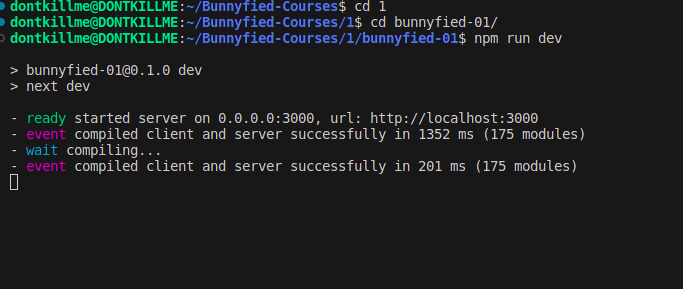 dontkillme@DONTKILLME:~/Bunnyfied-Courses$ cd 1
dontkillme@DONTKILLME:~/Bunnyfied-Courses/1$ cd bunnyfied-01/
dontkillme@DONTKILLME:~/Bunnyfied-Courses/1/bunnyfied-01$ npm run dev
> bunnyfied-01@0.1.0 dev
> next dev
- ready started server on 0.0.0.0:3000, url: http://localhost:3000
- event compiled client and server successfully in 1352 ms (175 modules)
- wait compiling...
- event compiled client and server successfully in 201 ms (175 modules)